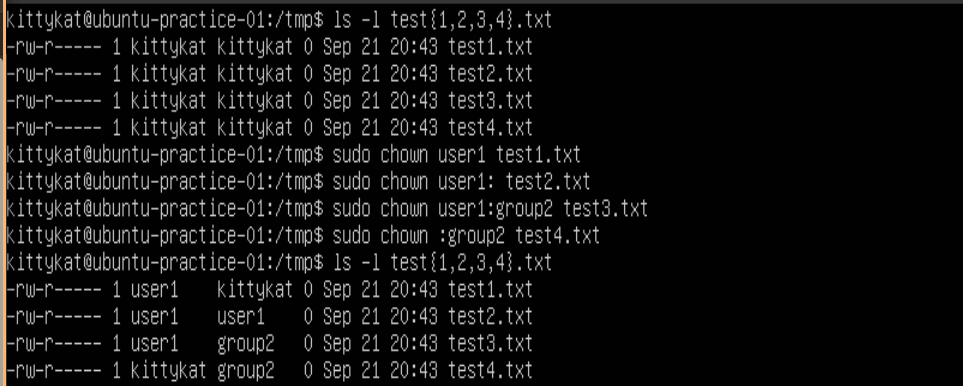 kittykat@ubuntu-practice-01:/tmp$ ls -l test{1,2,3,4}.txt
-rw-r----- 1 kittykat kittykat 0 Sep 21 20:43 test1.txt
-rw-r----- 1 kittykat kittykat 0 Sep 21 20:43 test2.txt
-rw-r----- 1 kittykat kittykat 0 Sep 21 20:43 test3.txt
-rw-r----- 1 kittykat kittykat 0 Sep 21 20:43 test4.txt
kittykat@ubuntu-practice-01:/tmp$ sudo chown user1 test1.txt
kittykat@ubuntu-practice-01:/tmp$ sudo chown user1: test2.txt
kittykat@ubuntu-practice-01:/tmp$ sudo chown user1:group2 test3.txt
kittykat@ubuntu-practice-01:/tmp$ sudo chown :group2 test4.txt
kittykat@ubuntu-practice-01:/tmp$ ls -l test{1,2,3,4}.txt
-rw-r----- 1 user1    kittykat 0 Sep 21 20:43 test1.txt
-rw-r----- 1 user1    user1    0 Sep 21 20:43 test2.txt
-rw-r----- 1 user1    group2   0 Sep 21 20:43 test3.txt
-rw-r----- 1 kittykat group2   0 Sep 21 20:43 test4.txt